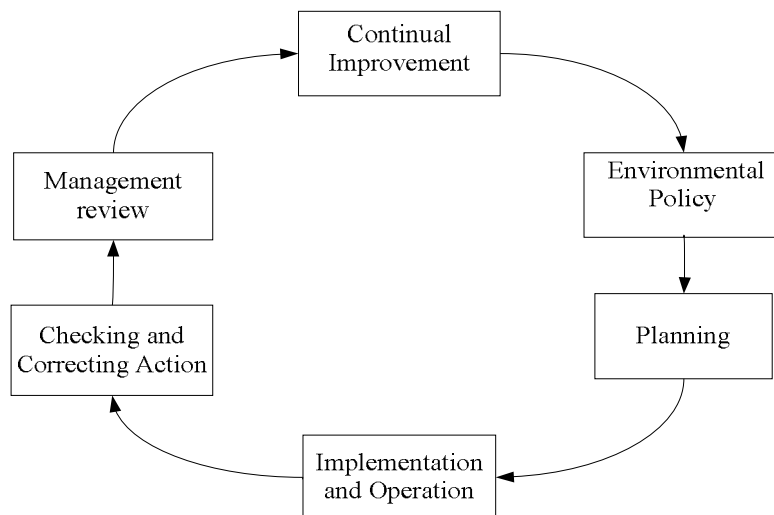 Continual
Improvement
Environmental
Policy
Planning
Implementation
and Operation
Checking and
Correcting Action
Management
review